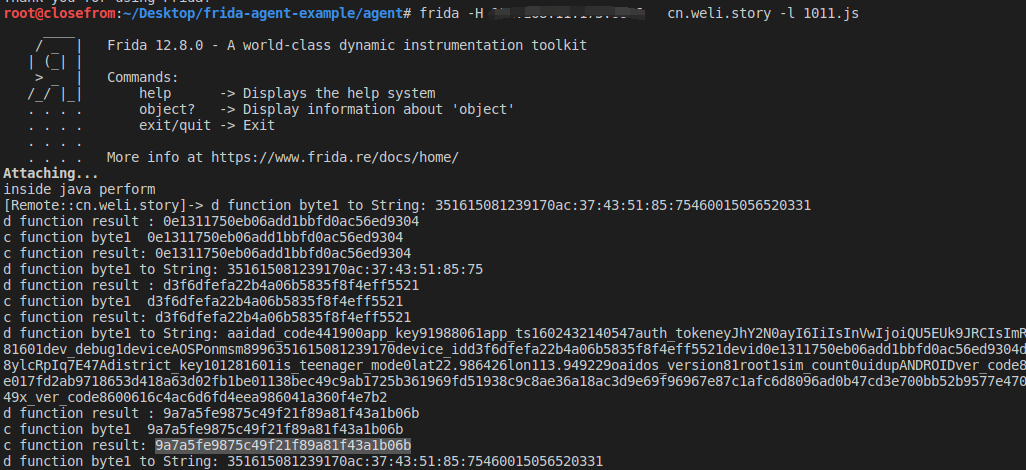 root@closefrom:~/Desktop/frida-agent-example/agent# frida -H cn.weli.story -l 1011.js
     ____
    / _  |   Frida 12.8.0 - A world-class dynamic instrumentation toolkit
   | (_| |
    > _  |   Commands:
   /_/ |_|       help      -> Displays the help system
   . . . .       object?   -> Display information about 'object'
   . . . .       exit/quit -> Exit
   . . . .
   . . . .   More info at https://www.frida.re/docs/home/
Attaching...
inside java perform
[Remote::cn.weli.story]-> d function byte1 to String: 351615081239170ac:37:43:51:85:75460015056520331
d function result : 0e1311750eb06add1bbfd0ac56ed9304
c function byte1  0e1311750eb06add1bbfd0ac56ed9304
c function result: 0e1311750eb06add1bbfd0ac56ed9304
d function byte1 to String: 351615081239170ac:37:43:51:85:75
d function result : d3f6dfefa22b4a06b5835f8f4eff5521
c function byte1  d3f6dfefa22b4a06b5835f8f4eff5521
c function result: d3f6dfefa22b4a06b5835f8f4eff5521
d function byte1 to String: aaidad_code441900app_key91988061app_ts1602432140547auth_tokeneyJhY2N0ayI6IiIsInVwIjoiQU5EUk9JRCIsImR
81601dev_debug1deviceAOSPonmsm8996351615081239170device_idd3f6dfefa22b4a06b5835f8f4eff5521devid0e1311750eb06add1bbfd0ac56ed9304d
8ylcRpIq7E47Adistrict_key101281601is_teenager_mode0lat22.986426lon113.949229oaidos_version81root1sim_count0uidupANDROIDver_code8
e017fd2ab9718653d418a63d02fb1be01138bec49c9ab1725b361969fd51938c9c8ae36a18ac3d9e69f96967e87c1afc6d8096ad0b47cd3e700bb52b9577e470
49x_ver_code8600616c4ac6d6fd4eea986041a360f4e7b2
d function result : 9a7a5fe9875c49f21f89a81f43a1b06b
c function byte1  9a7a5fe9875c49f21f89a81f43a1b06b
c function result: 9a7a5fe9875c49f21f89a81f43a1b06b
d function byte1 to String: 351615081239170ac:37:43:51:85:75460015056520331